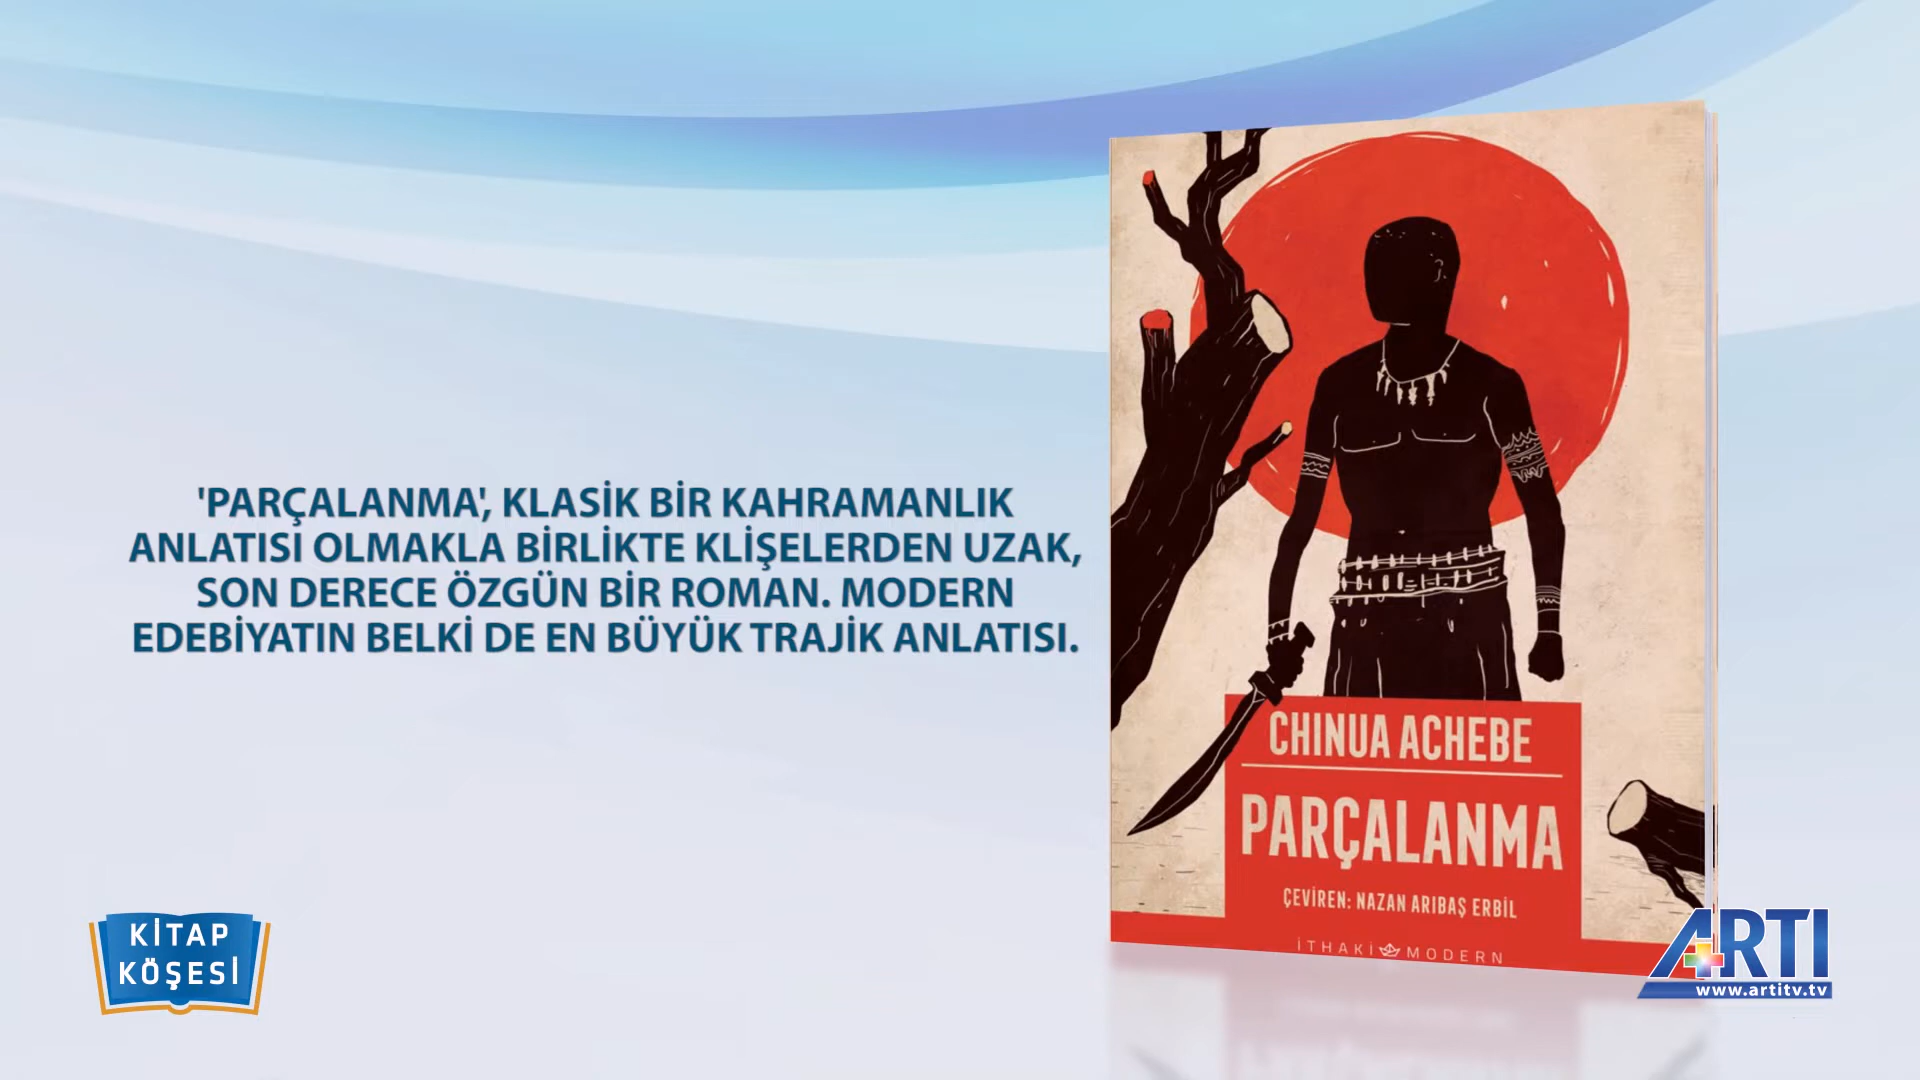 'PARÇALANMA', KLASİK BİR KAHRAMANLIK
ANLATISI OLMAKLA BİRLİKTE KLİŞELERDEN UZAK,
SON DERECE ÖZGÜN BİR ROMAN. MODERN
EDEBİYATIN BELKİ DE EN BÜYÜK TRAJİK ANLATISI.
CHINUA ACHEBE
PARÇALANMA
ÇEVİREN: NAZAN ARIBAŞ ERBİL
İTHAKİ MODERN
KİTAP
KÖŞESİ
ARTI
www.artitv.tv